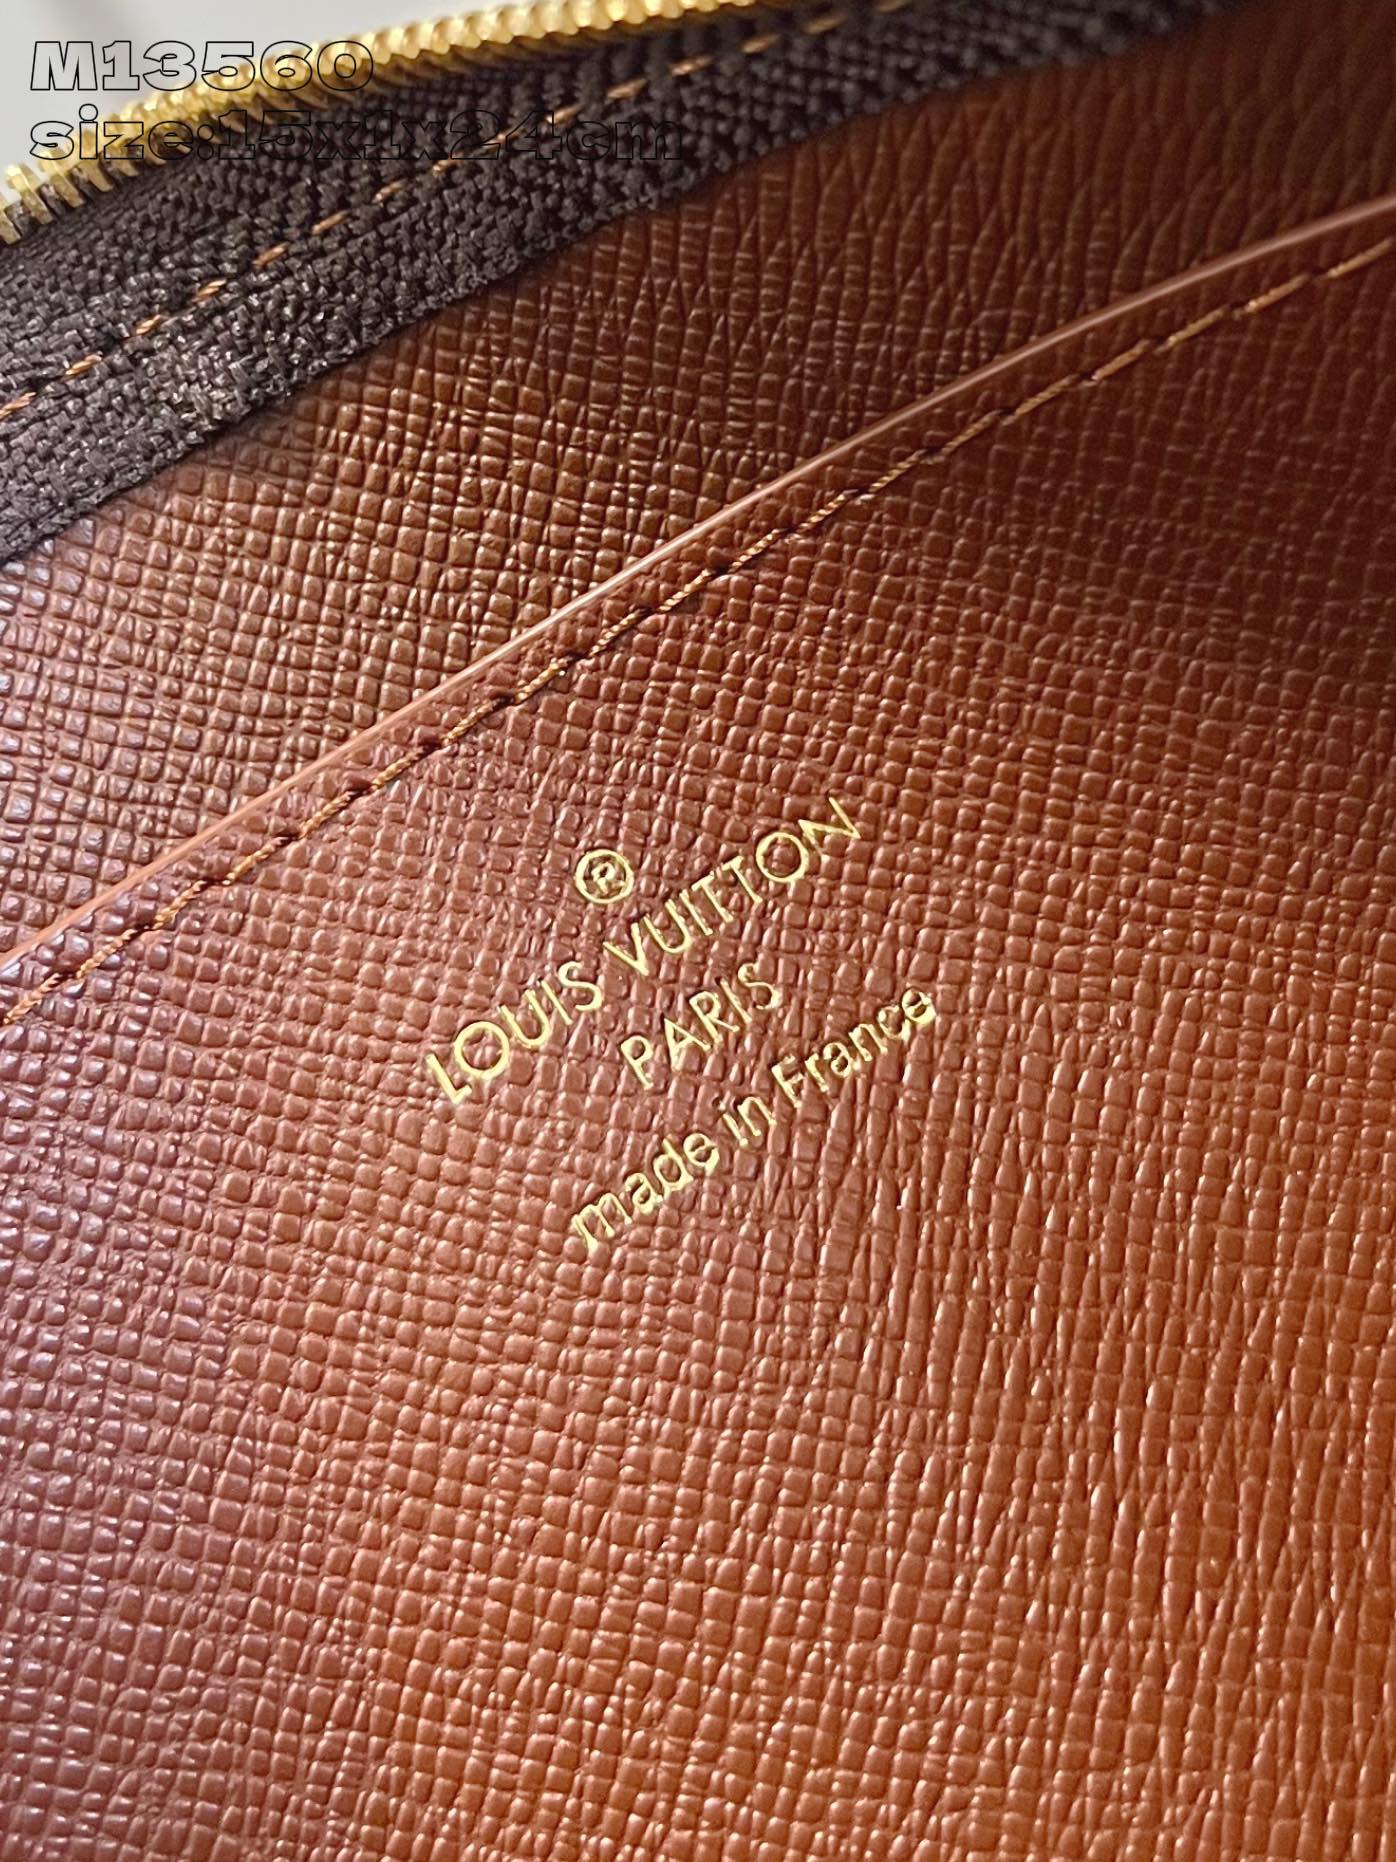 M13560
size:15x1x24cm
®
LOUIS VUITTON
PARIS
made in France